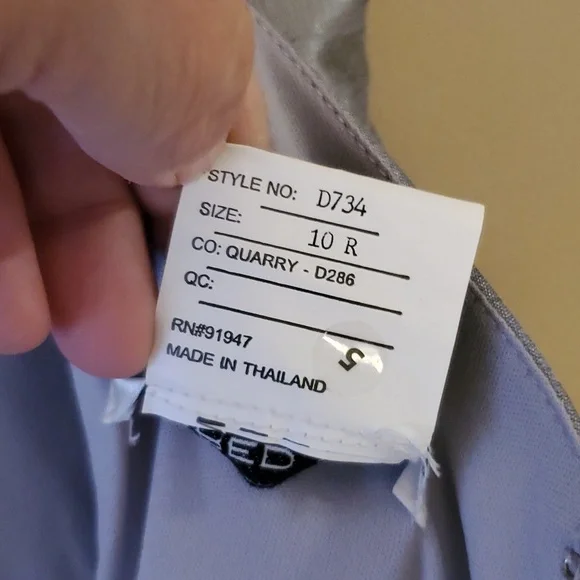 STYLE NO: D734
SIZE: 10 R
CO: QUARRY - D286
QC:
RN#91947
MADE IN THAILAND
5